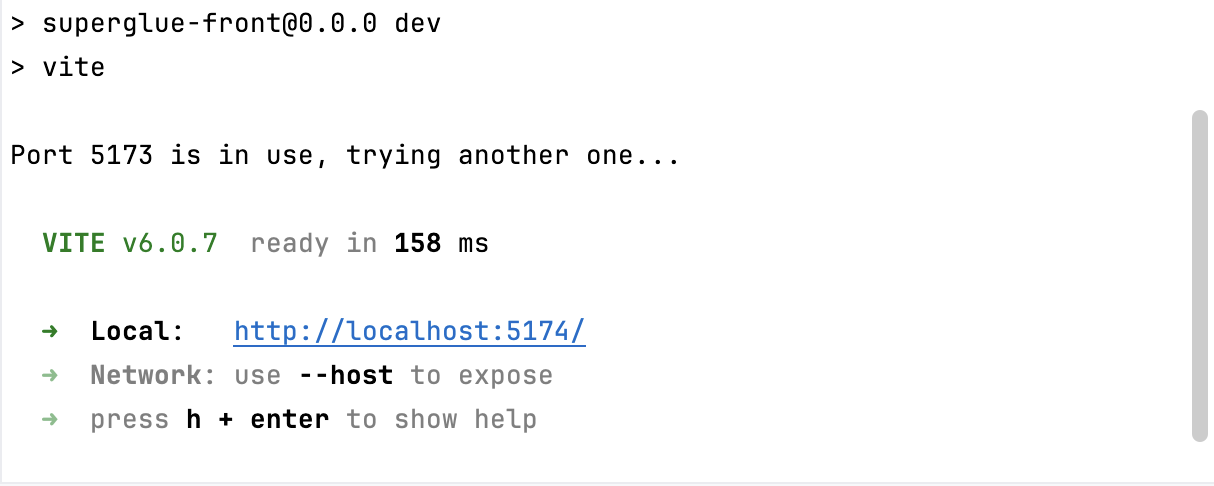 > superglue-front@0.0.0 dev
> vite
Port 5173 is in use, trying another one...
VITE v6.0.7  ready in 158 ms
➜  Local:   http://localhost:5174/
➜  Network: use --host to expose
➜  press h + enter to show help